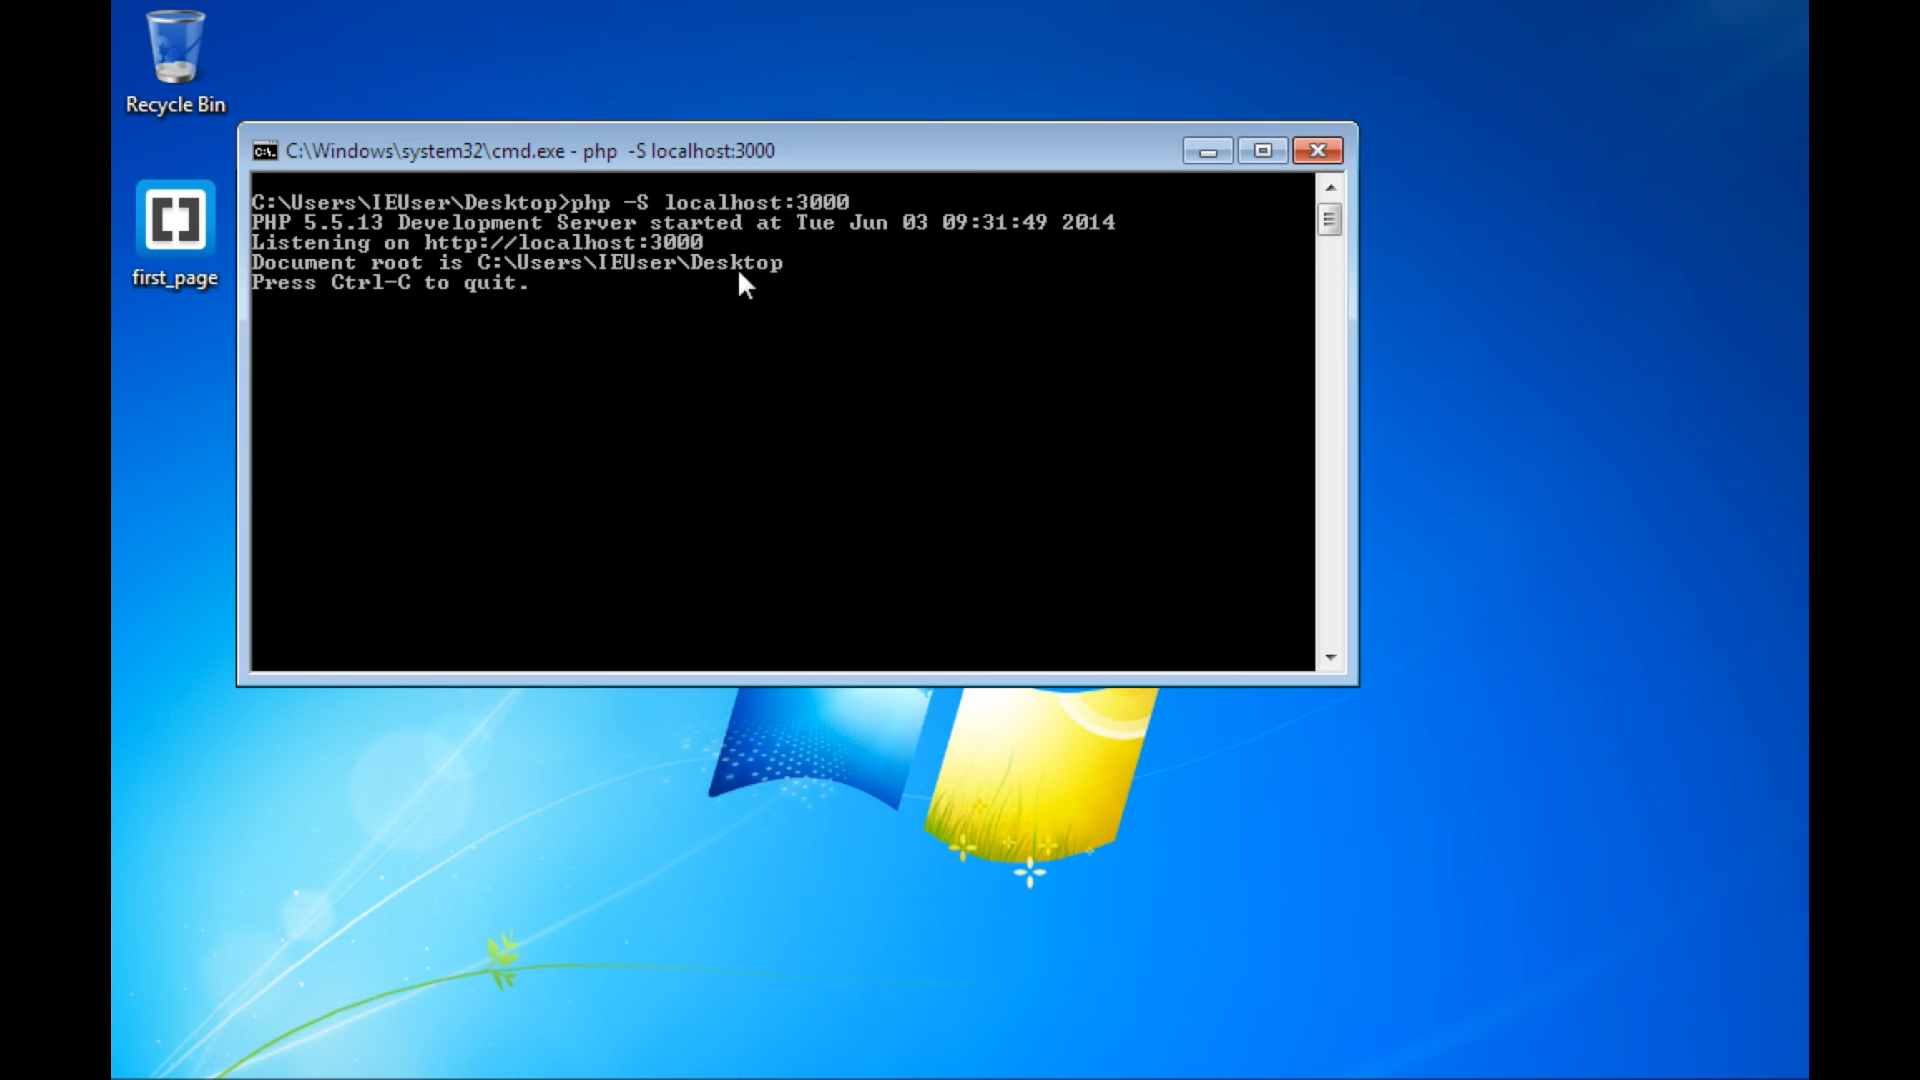 Recycle Bin
first_page
C:\Windows\system32\cmd.exe - php  -S localhost:3000
C:\Users\IEUser\Desktop>php -S localhost:3000
PHP 5.5.13 Development Server started at Tue Jun 03 09:31:49 2014
Listening on http://localhost:3000
Document root is C:\Users\IEUser\Desktop
Press Ctrl-C to quit.